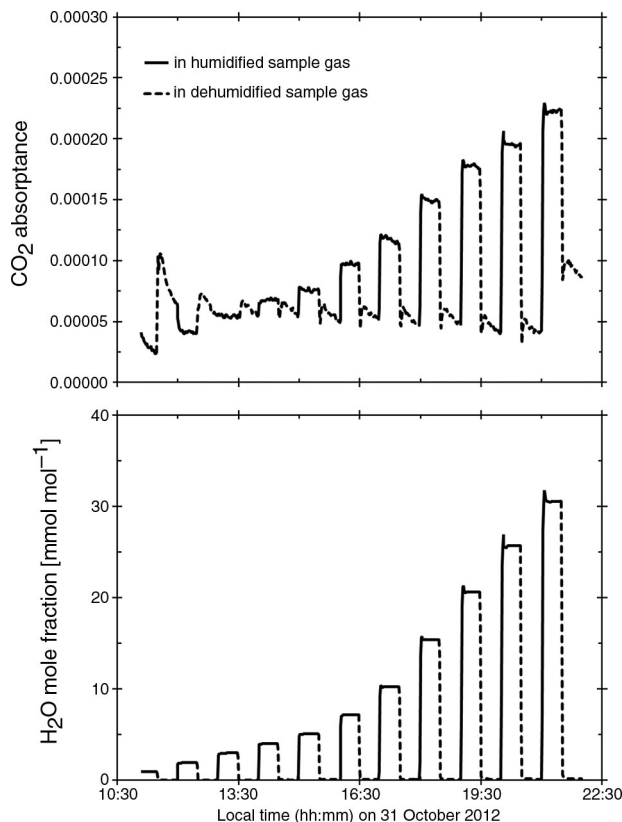 0.00030
0.00025
0.00020
0.00015
0.00010
0.00005
0.00000
CO2 absorptance
in humidified sample gas
in dehumidified sample gas
40
30
20
10
0
H2O mole fraction [mmol mol−1]
10:30 13:30 16:30 19:30 22:30
Local time (hh:mm) on 31 October 2012